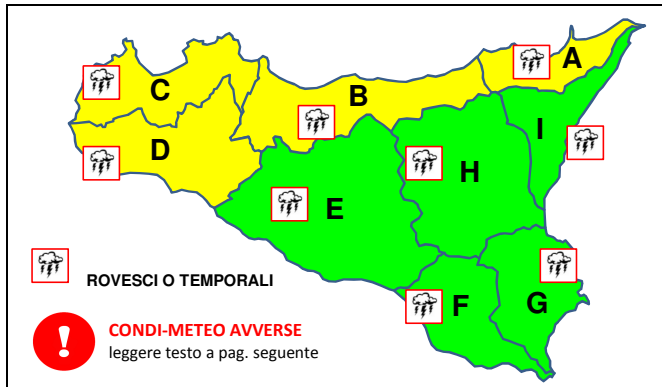 A
B
C
I
D
H
E
ROVESCI O TEMPORALI
F
G
CONDI-METEO AVVERSE
leggere testo a pag. seguente
!